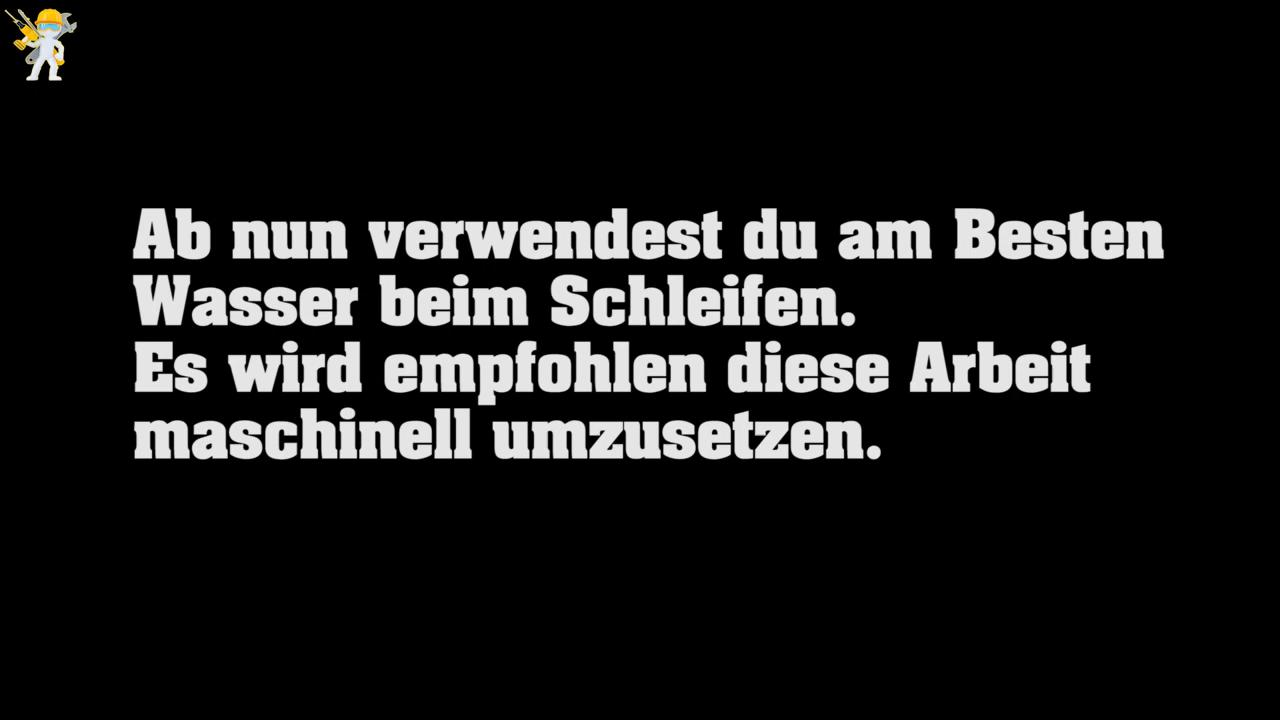 Ab nun verwendest du am Besten
Wasser beim Schleifen.
Es wird empfohlen diese Arbeit
maschinell umzusetzen.